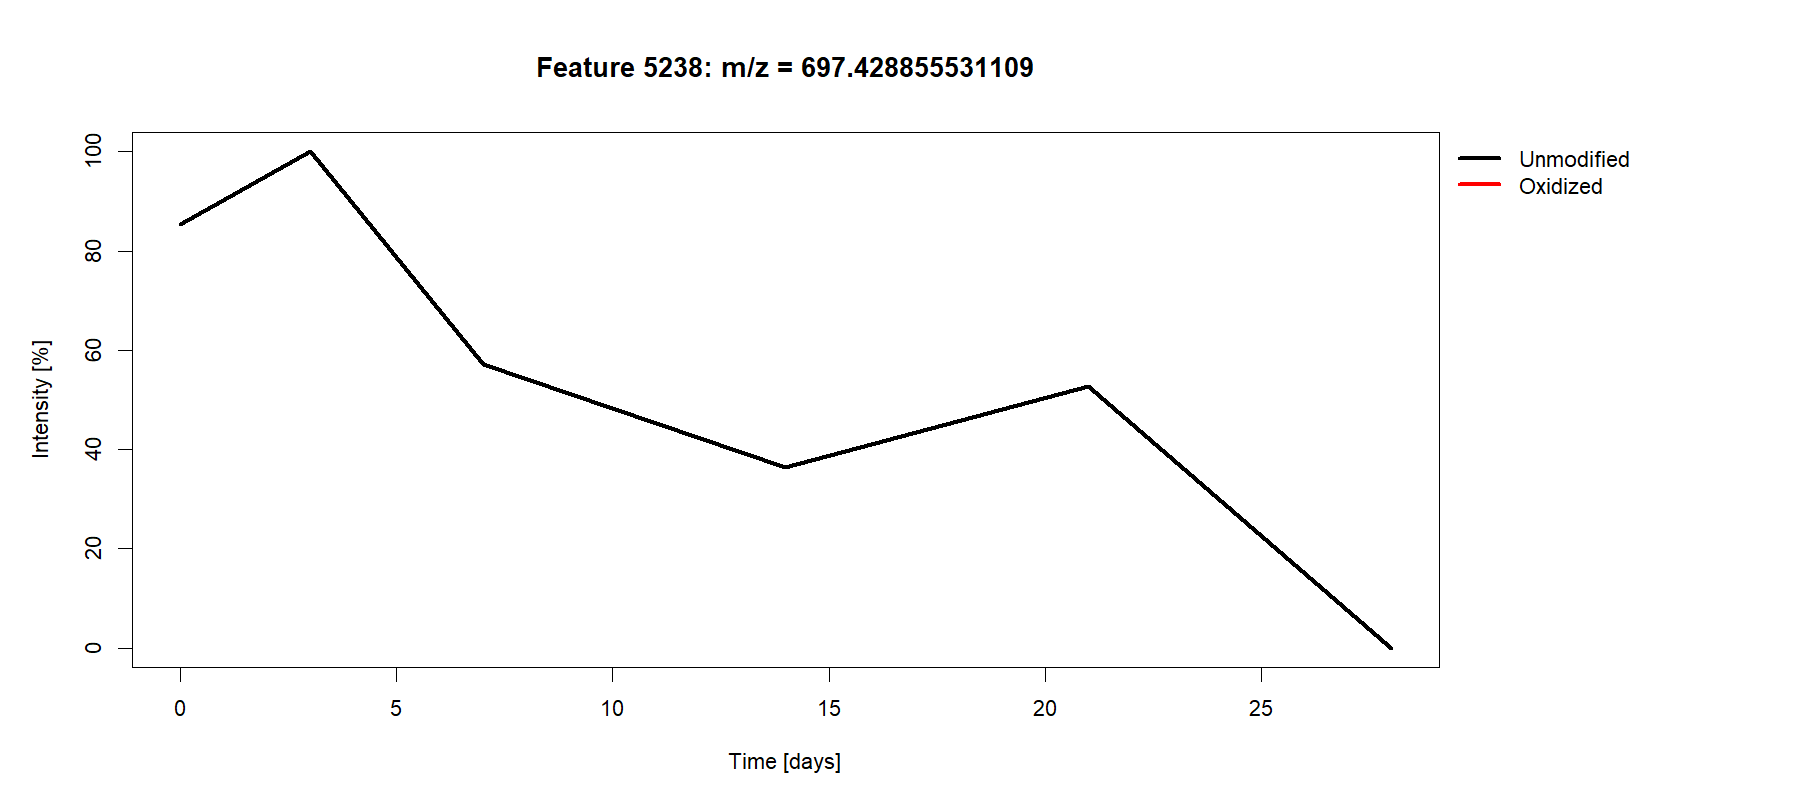 Feature 5238: m/z = 697.428855531109
Unmodified
Oxidized
Intensity [%]
100
80
60
40
20
0
0 5 10 15 20 25
Time [days]